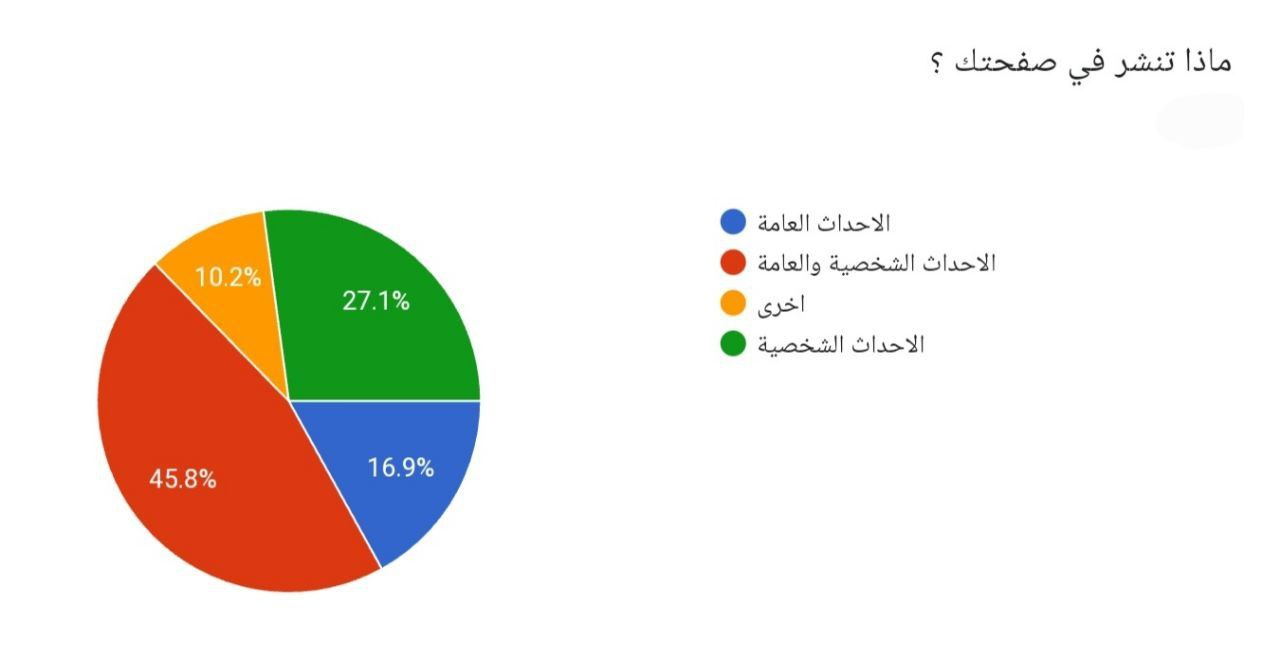 ماذا تنشر في صفحتك ؟
الاحداث العامة
الاحداث الشخصية والعامة
اخرى
الاحداث الشخصية
10.2%
27.1%
16.9%
45.8%